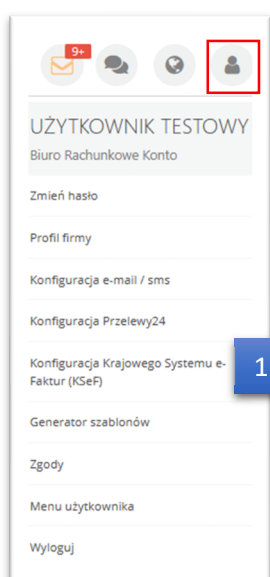 9+
UŻYTKOWNIK TESTOWY
Biuro Rachunkowe Konto
Zmień hasło
Profil firmy
Konfiguracja e-mail / sms
Konfiguracja Przelewy24
Konfiguracja Krajowego Systemu e-
Faktur (KSeF)
1
Generator szablonów
Zgody
Menu użytkownika
Wyloguj